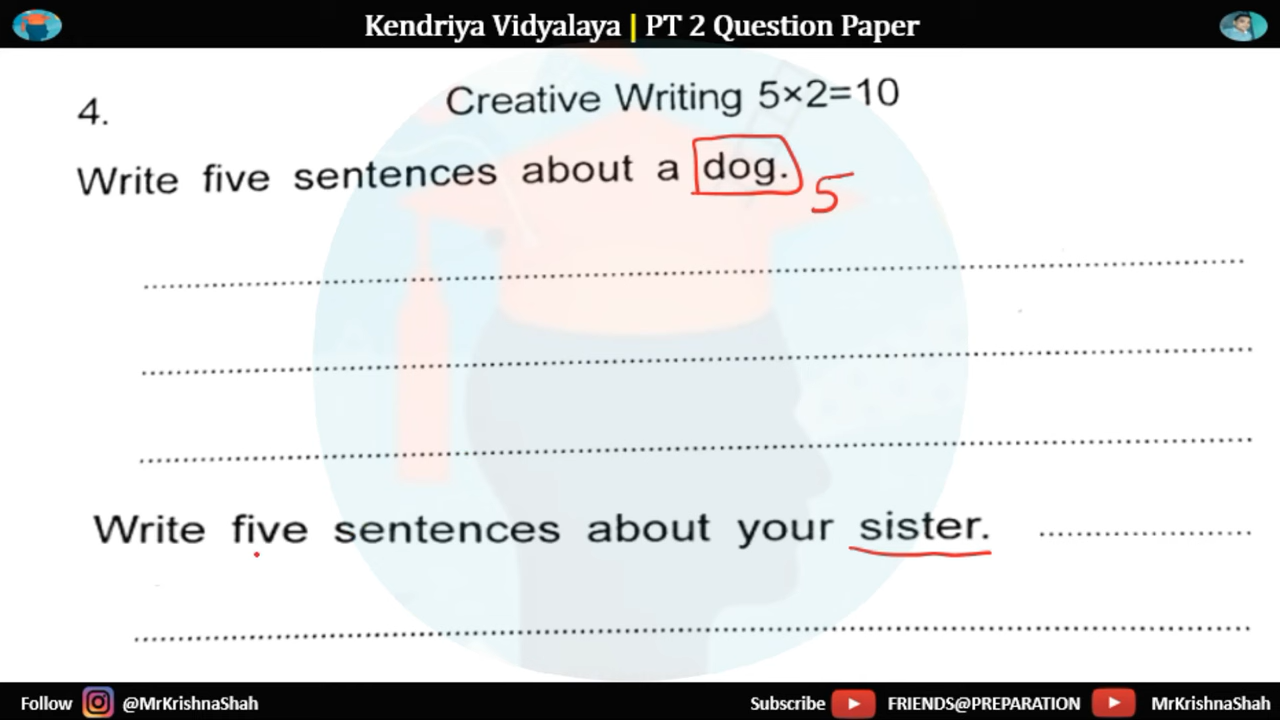 Kendriya Vidyalaya | PT 2 Question Paper
4.
Creative Writing 5×2=10
Write five sentences about a dog.
5
Write five sentences about your sister.
Follow @MrKrishnaShah Subscribe FRIENDS@PREPARATION MrKrishnaShah